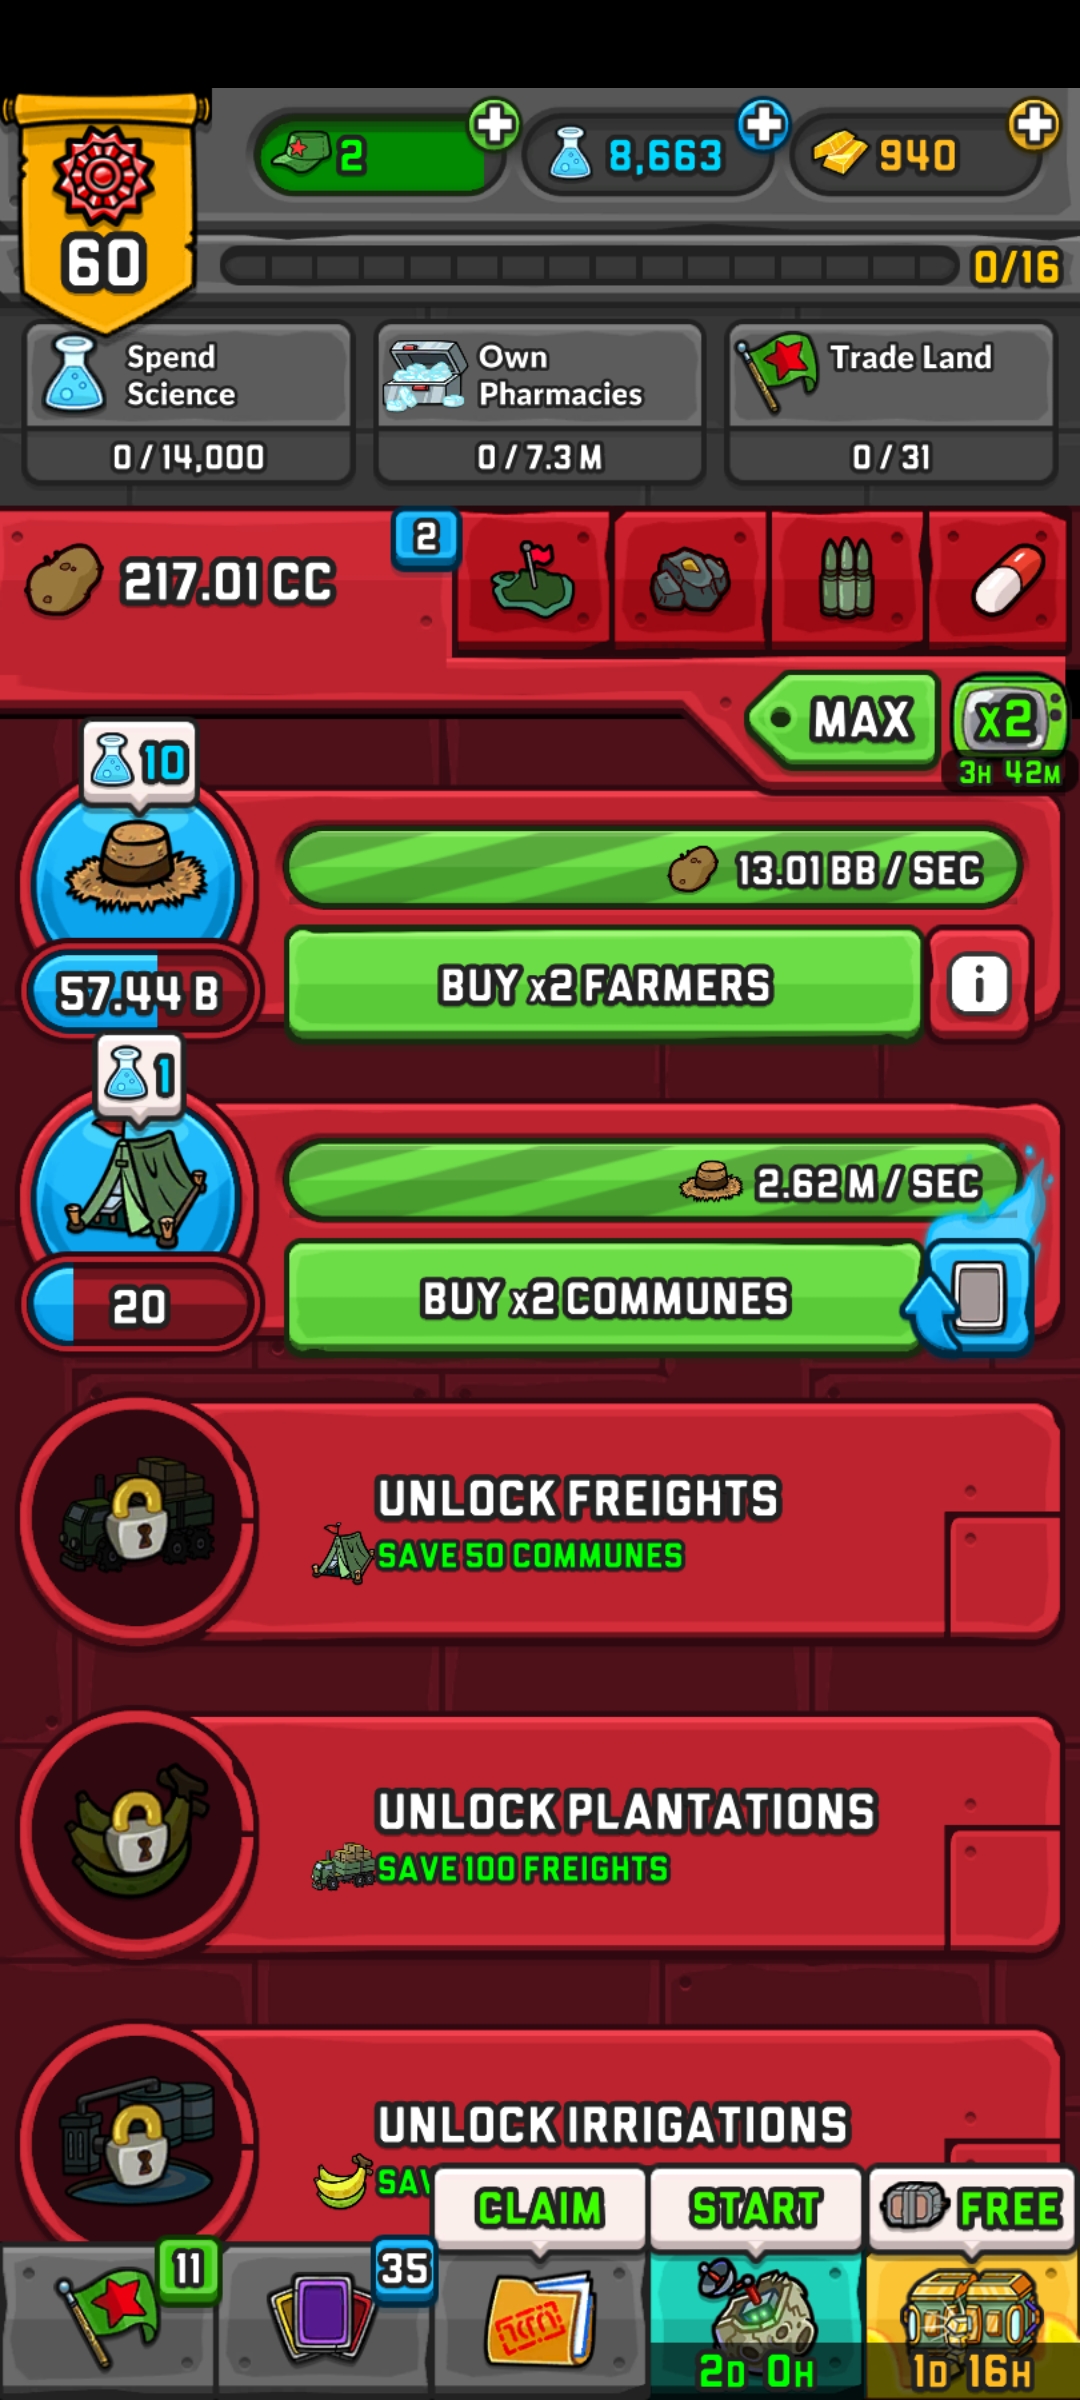 2
8,663
940
60
0/16
Spend
Science
0/14,000
Own
Pharmacies
0/7.3 M
Trade Land
0/31
217.01 CC
2
MAX
x2
3H 42M
10
13.01 BB / SEC
57.44 B
BUY x2 FARMERS
i
1
2.62 M / SEC
20
BUY x2 COMMUNES
UNLOCK FREIGHTS
SAVE 50 COMMUNES
UNLOCK PLANTATIONS
SAVE 100 FREIGHTS
UNLOCK IRRIGATIONS
CLAIM
START
FREE
11
35
2D 0H
1D 16H